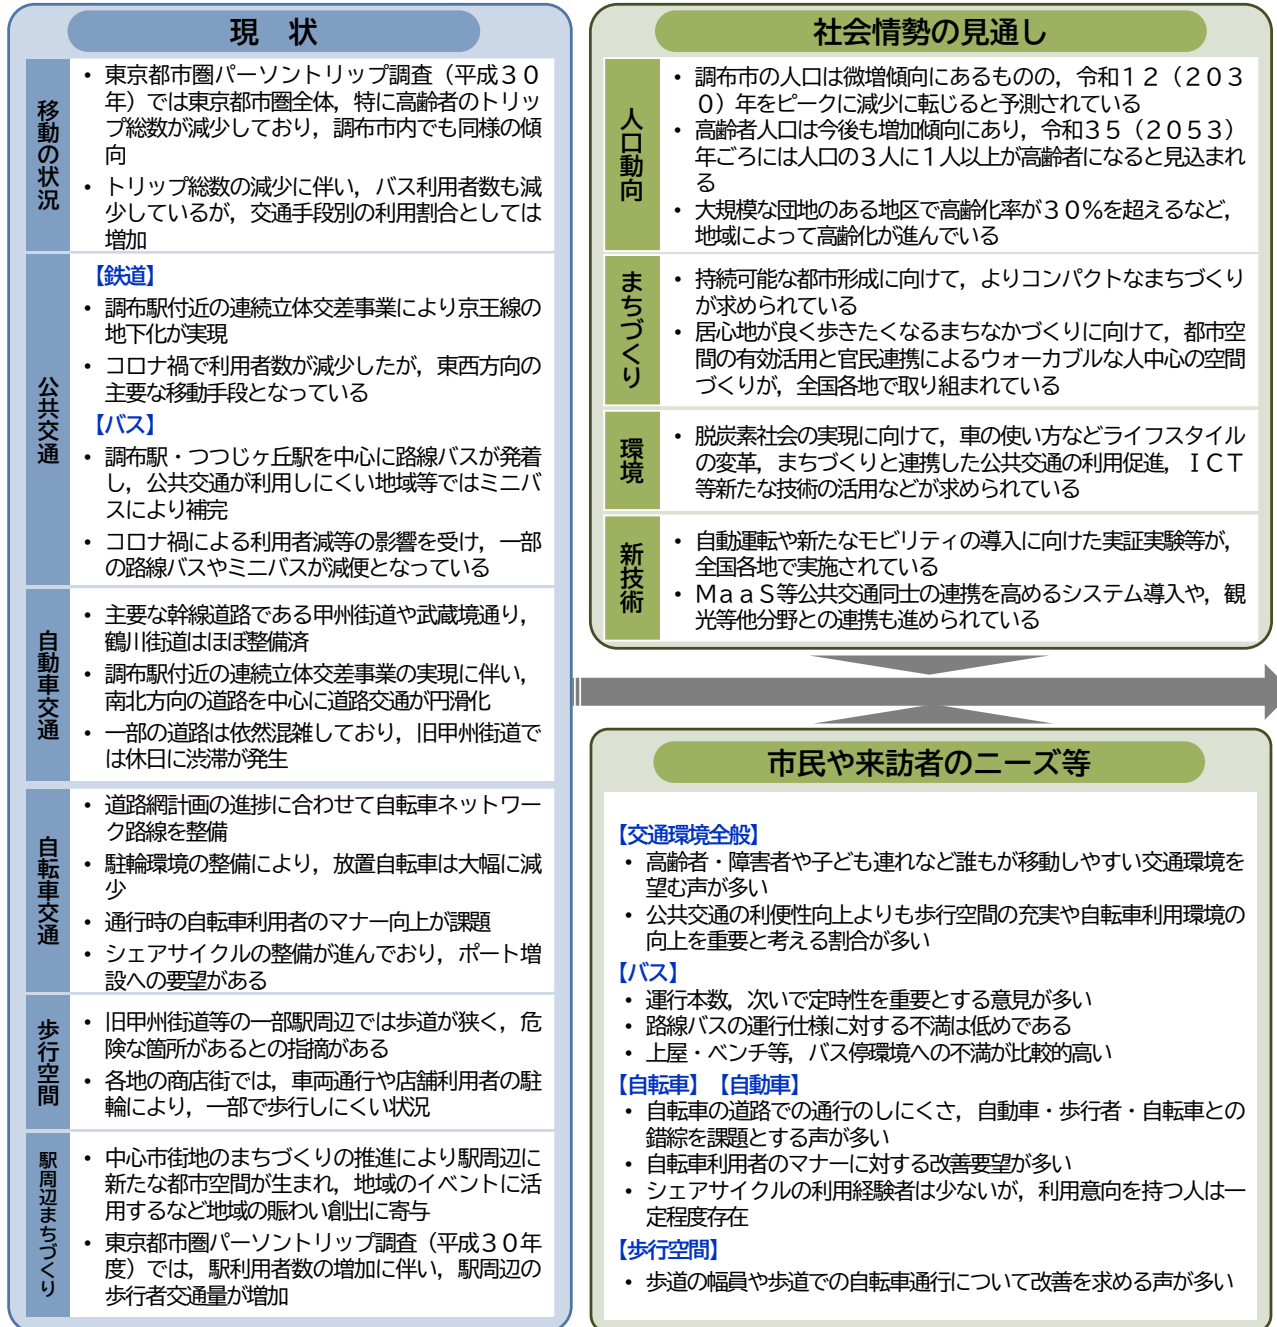 現　状
移動の状況
• 東京都市圏パーソントリップ調査（平成３０
年）では東京都市圏全体，特に高齢者のトリッ
プ総数が減少しており，調布市内でも同様の傾
向
• トリップ総数の減少に伴い，バス利用者数も減
少しているが，交通手段別の利用割合としては
増加
公共交通
【鉄道】
• 調布駅付近の連続立体交差事業により京王線の
地下化が実現
• コロナ禍で利用者数が減少したが，東西方向の
主要な移動手段となっている
【バス】
• 調布駅・つつじヶ丘駅を中心に路線バスが発着
し，公共交通が利用しにくい地域等ではミニバ
スにより補完
• コロナ禍による利用者減等の影響を受け，一部
の路線バスやミニバスが減便となっている
自動車交通
• 主要な幹線道路である甲州街道や武蔵境通り，
鶴川街道はほぼ整備済
• 調布駅付近の連続立体交差事業の実現に伴い，
南北方向の道路を中心に道路交通が円滑化
• 一部の道路は依然混雑しており，旧甲州街道で
は休日に渋滞が発生
自転車交通
• 道路網計画の進捗に合わせて自転車ネットワー
ク路線を整備
• 駐輪環境の整備により，放置自転車は大幅に減
少
• 通行時の自転車利用者のマナー向上が課題
• シェアサイクルの整備が進んでおり，ポート増
設への要望がある
歩行空間
• 旧甲州街道等の一部駅周辺では歩道が狭く，危
険な箇所があるとの指摘がある
• 各地の商店街では，車両通行や店舗利用者の駐
輪により，一部で歩行しにくい状況
駅周辺まちづくり
• 中心市街地のまちづくりの推進により駅周辺に
新たな都市空間が生まれ，地域のイベントに活
用するなど地域の賑わい創出に寄与
• 東京都市圏パーソントリップ調査（平成３０年
度）では，駅利用者数の増加に伴い，駅周辺の
歩行者交通量が増加
社会情勢の見通し
人口動向
• 調布市の人口は微増傾向にあるものの，令和１２（２０３
０）年をピークに減少に転じると予測されている
• 高齢者人口は今後も増加傾向にあり，令和３５（２０５３）
年ごろには人口の３人に１人以上が高齢者になると見込まれ
る
• 大規模な団地のある地区で高齢化率が３０％を超えるなど，
地域によって高齢化が進んでいる
まちづくり
• 持続可能な都市形成に向けて，よりコンパクトなまちづくり
が求められている
• 居心地が良く歩きたくなるまちなかづくりに向けて，都市空
間の有効活用と官民連携によるウォーカブルな人中心の空間
づくりが，全国各地で取り組まれている
環境
• 脱炭素社会の実現に向けて，車の使い方などライフスタイル
の変革，まちづくりと連携した公共交通の利用促進，ＩＣＴ
等新たな技術の活用などが求められている
新技術
• 自動運転や新たなモビリティの導入に向けた実証実験等が，
全国各地で実施されている
• ＭａａＳ等公共交通同士の連携を高めるシステム導入や，観
光等他分野との連携も進められている
市民や来訪者のニーズ等
【交通環境全般】
• 高齢者・障害者や子ども連れなど誰もが移動しやすい交通環境を
望む声が多い
• 公共交通の利便性向上よりも歩行空間の充実や自転車利用環境の
向上を重要と考える割合が多い
【バス】
• 運行本数，次いで定時性を重要とする意見が多い
• 路線バスの運行仕様に対する不満は低めである
• 上屋・ベンチ等，バス停環境への不満が比較的高い
【自転車】【自動車】
• 自転車の道路での通行のしにくさ，自動車・歩行者・自転車との
錯綜を課題とする声が多い
• 自転車利用者のマナーに対する改善要望が多い
• シェアサイクルの利用経験者は少ないが，利用意向を持つ人は一
定程度存在
【歩行空間】
• 歩道の幅員や歩道での自転車通行について改善を求める声が多い